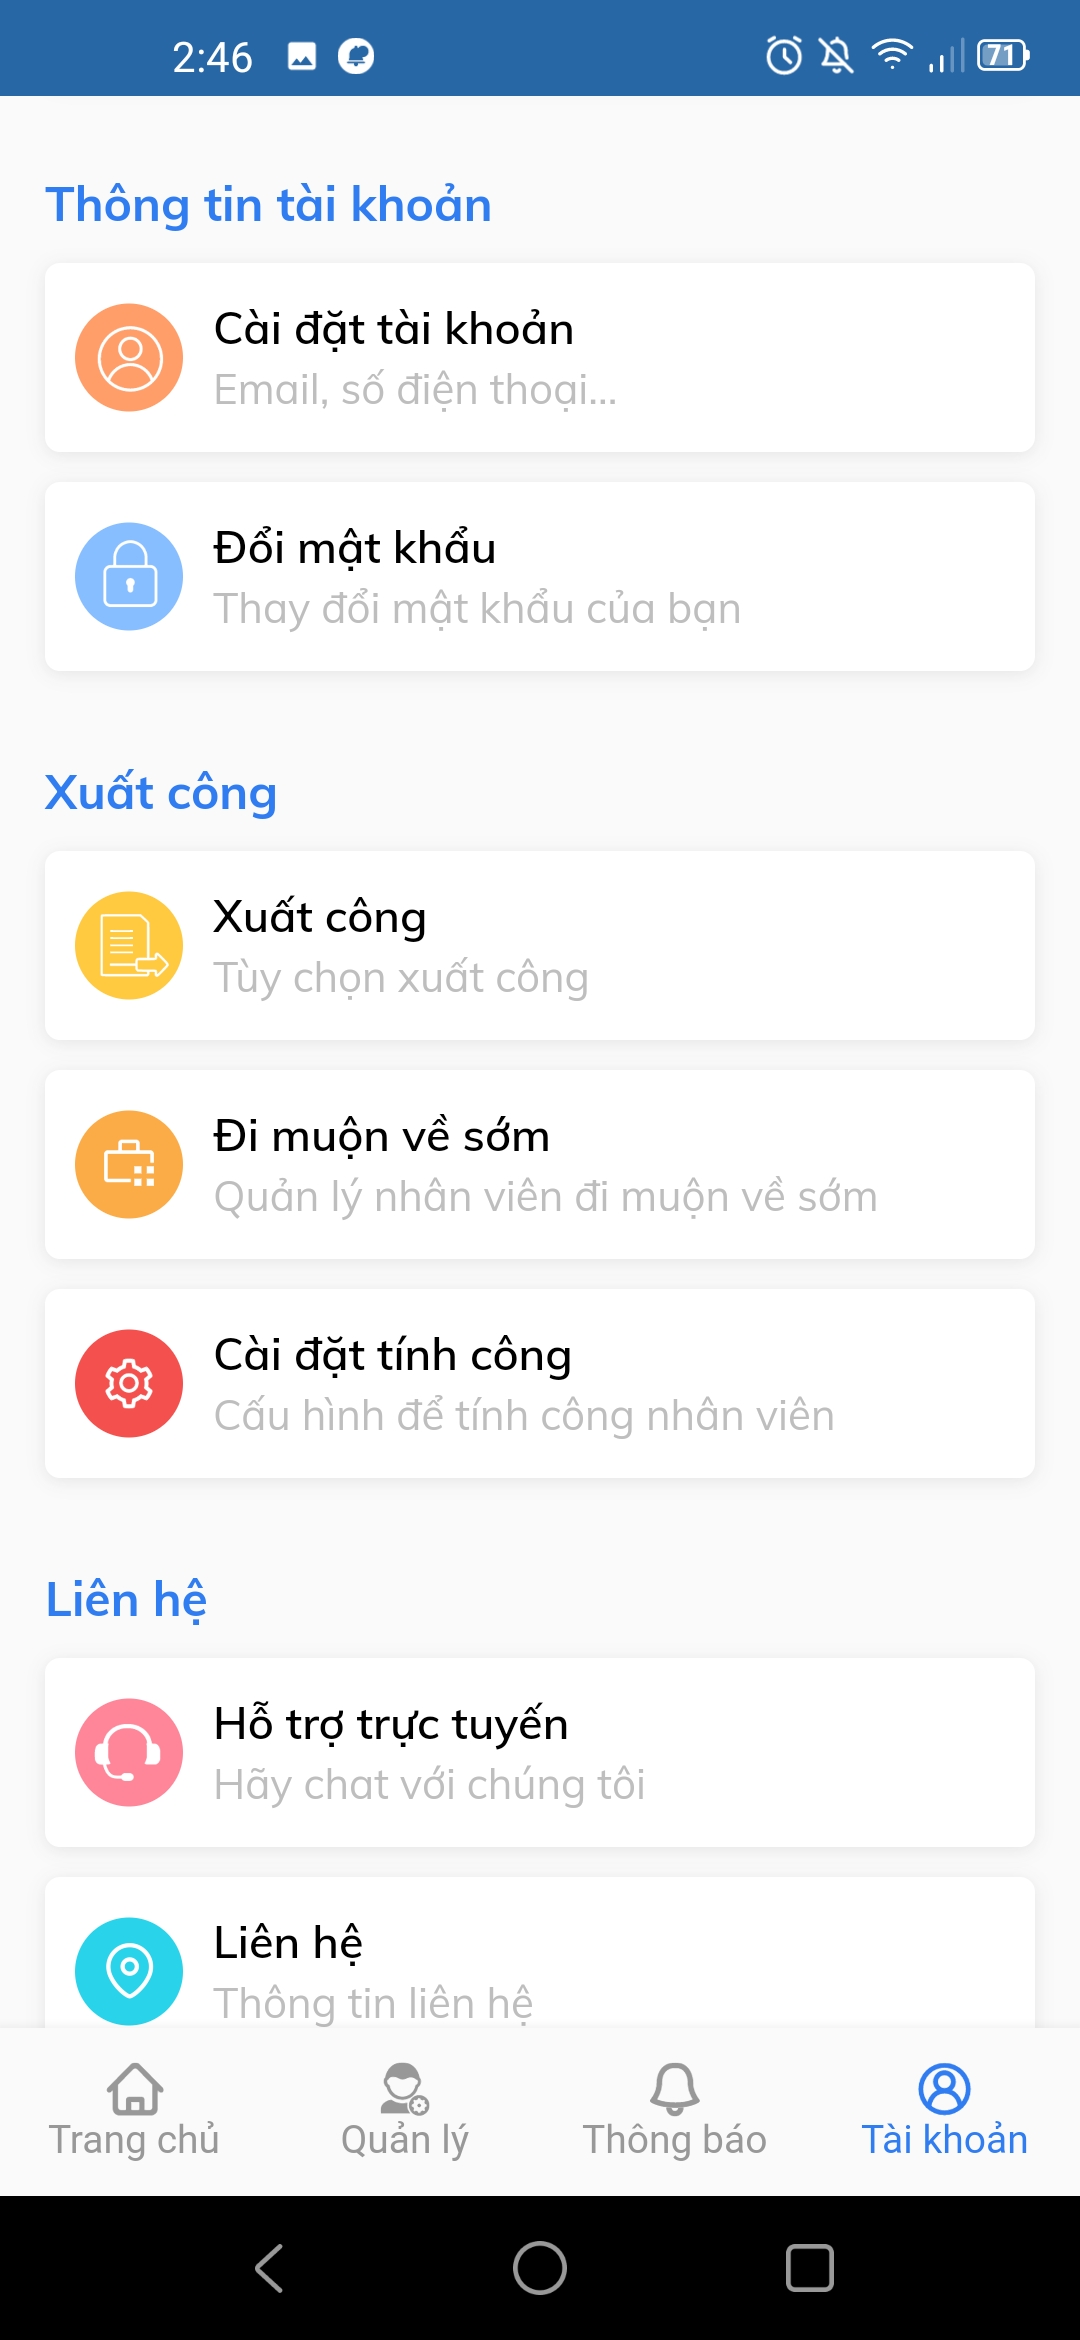 2:46
71
Thông tin tài khoản
Cài đặt tài khoản
Email, số điện thoại...
Đổi mật khẩu
Thay đổi mật khẩu của bạn
Xuất công
Xuất công
Tùy chọn xuất công
Đi muộn về sớm
Quản lý nhân viên đi muộn về sớm
Cài đặt tính công
Cấu hình để tính công nhân viên
Liên hệ
Hỗ trợ trực tuyến
Hãy chat với chúng tôi
Liên hệ
Thông tin liên hệ
Trang chủ
Quản lý
Thông báo
Tài khoản